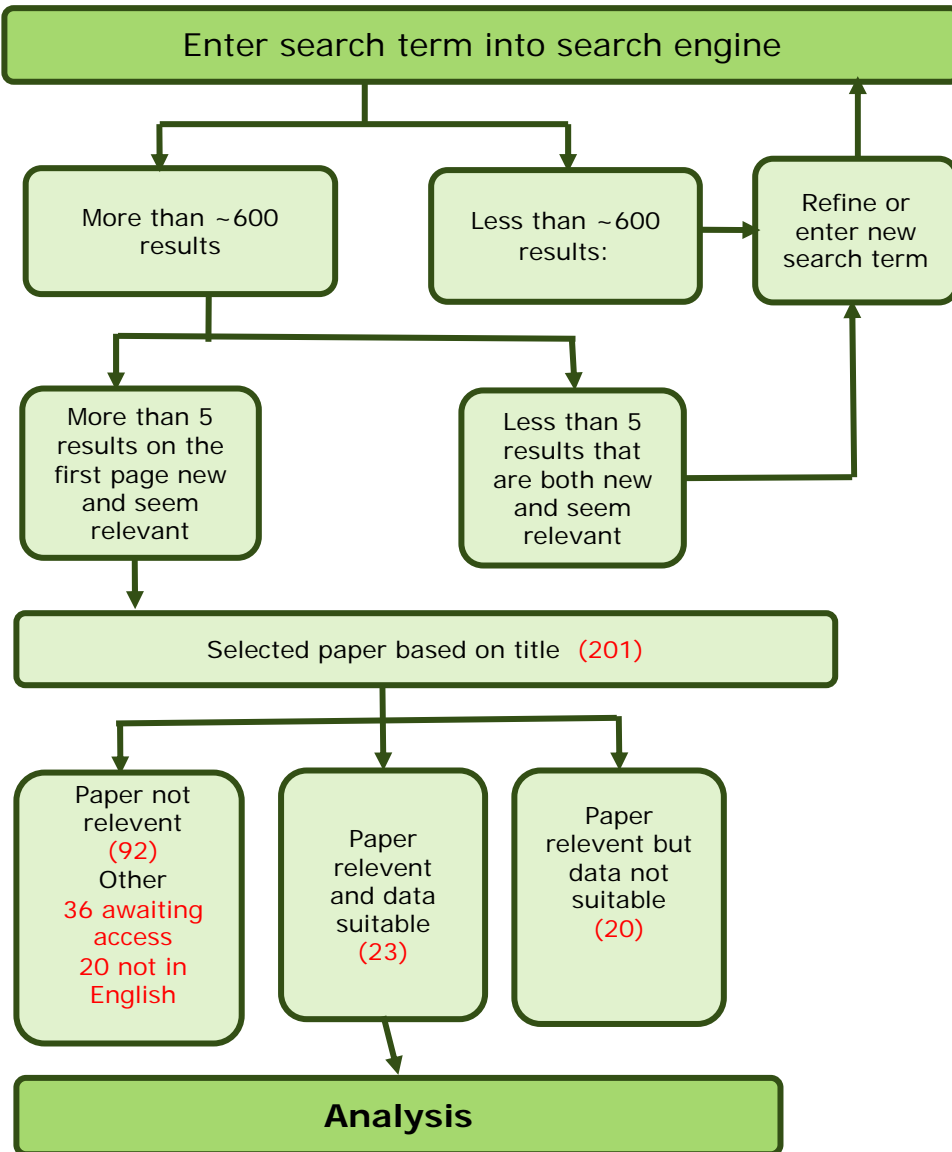 Enter search term into search engine
More than ~600
results
Less than ~600
results:
Refine or
enter new
search term
More than 5
results on the
first page new
and seem
relevant
Less than 5
results that
are both new
and seem
relevant
Selected paper based on title (201)
Paper not
relevent
(92)
Other
36 awaiting
access
20 not in
English
Paper
relevent
and data
suitable
(23)
Paper
relevent but
data not
suitable
(20)
Analysis